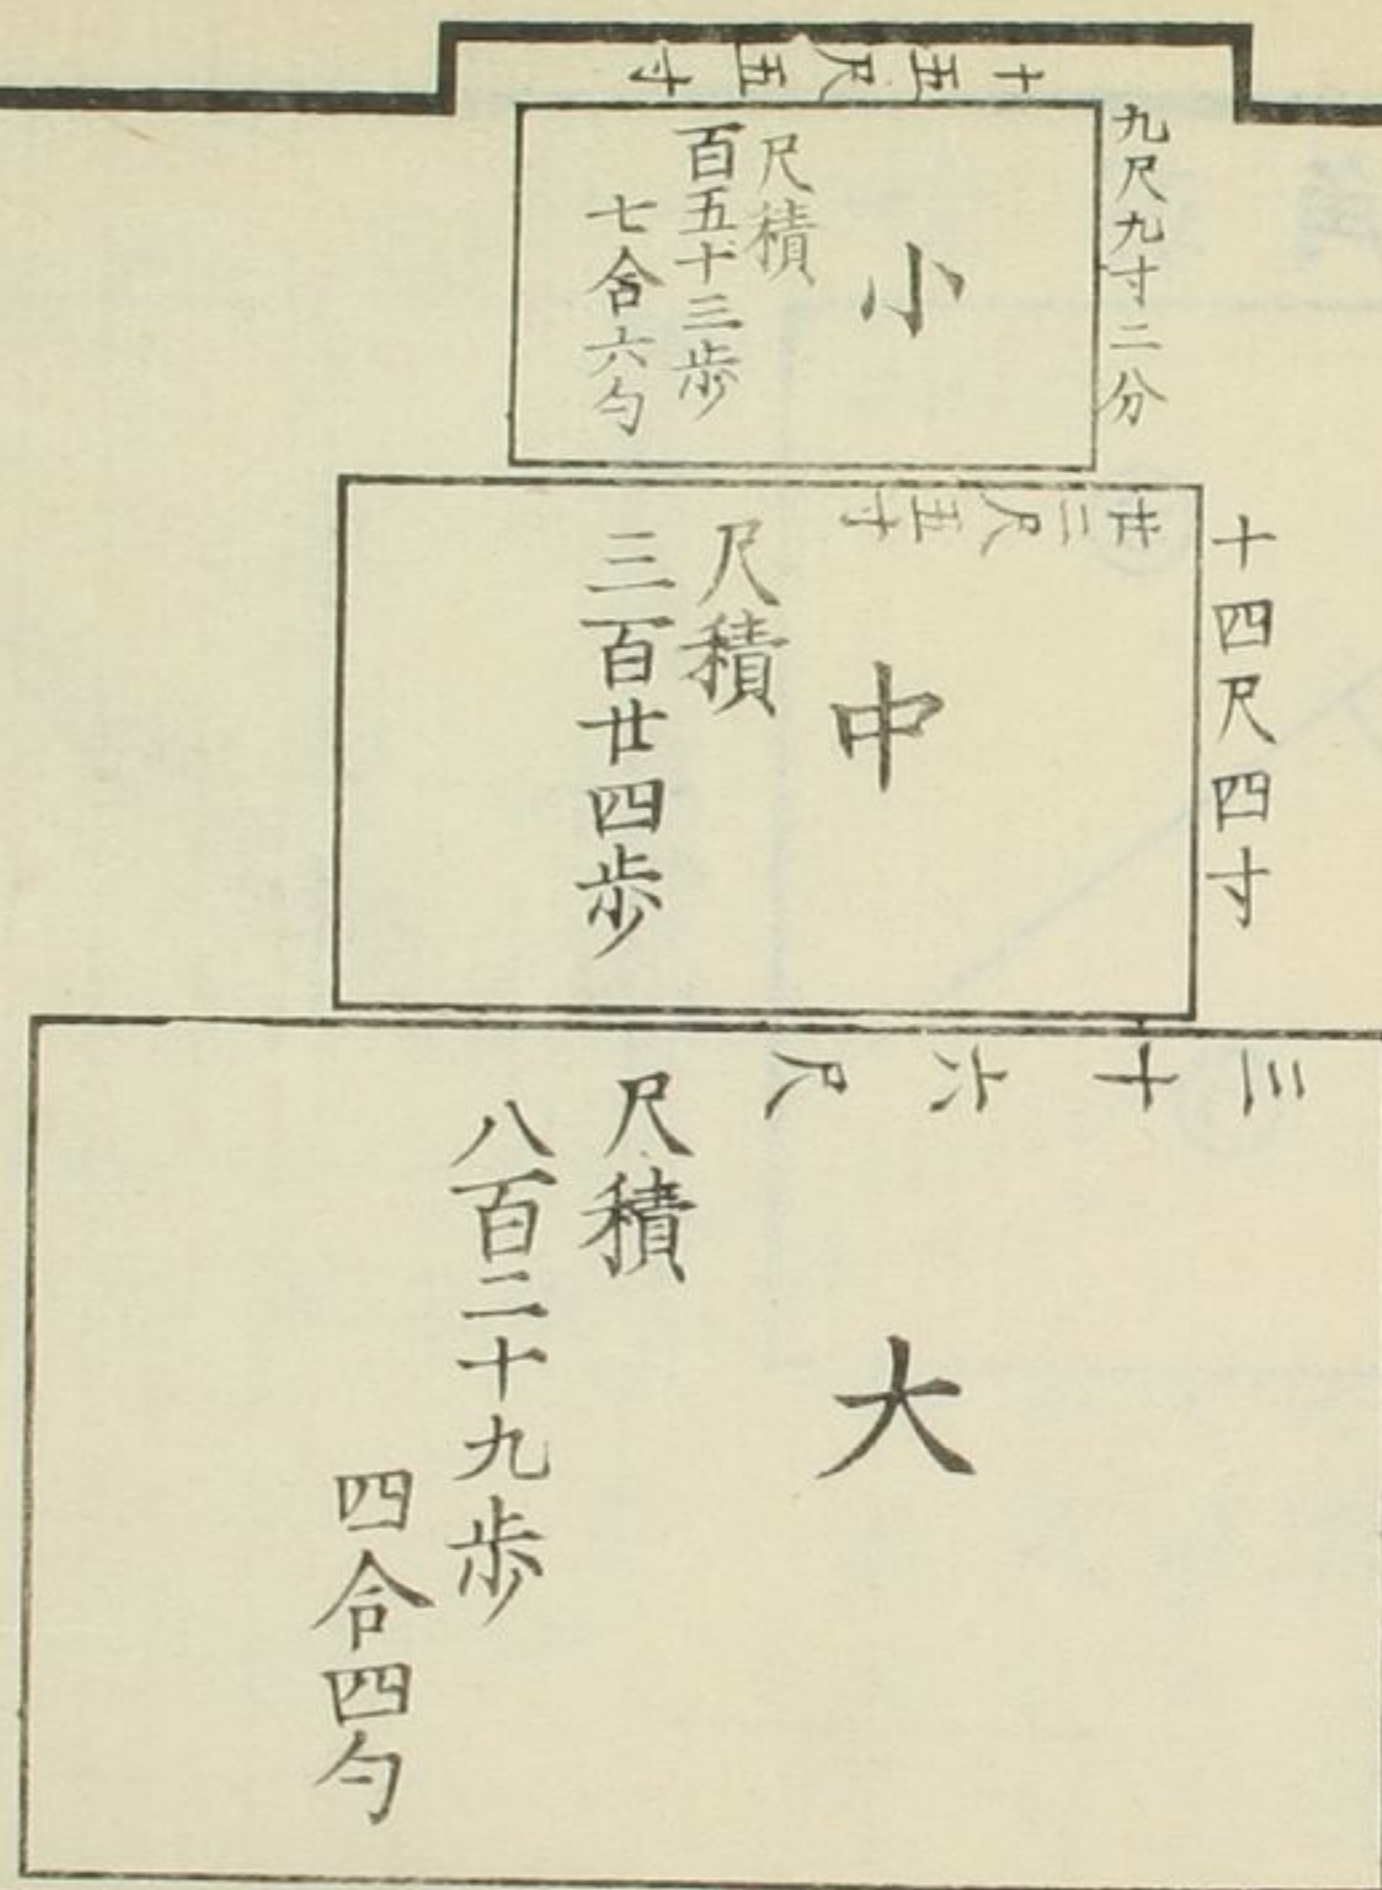 十五尺五寸
九尺九寸二分
小
尺積
百五十三歩
七合六勺
廿二尺五寸
十四尺四寸
中
尺積
三百廿四歩
三十六尺
大
尺積
八百二十九歩
四合四勺